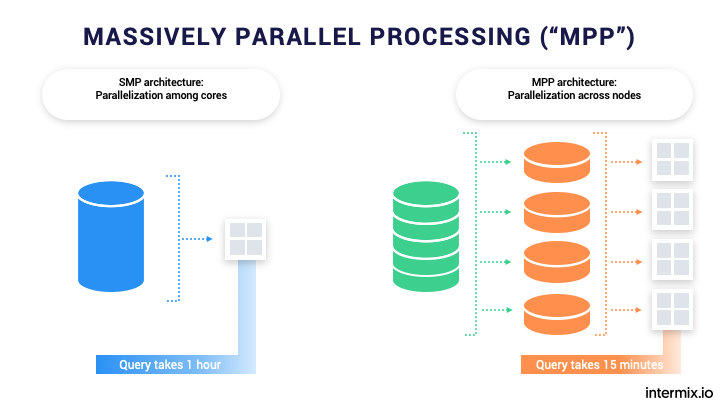 MASSIVELY PARALLEL PROCESSING (“MPP”)
SMP architecture:
Parallelization among cores
MPP architecture:
Parallelization across nodes
Query takes 1 hour
Query takes 15 minutes
intermix.io